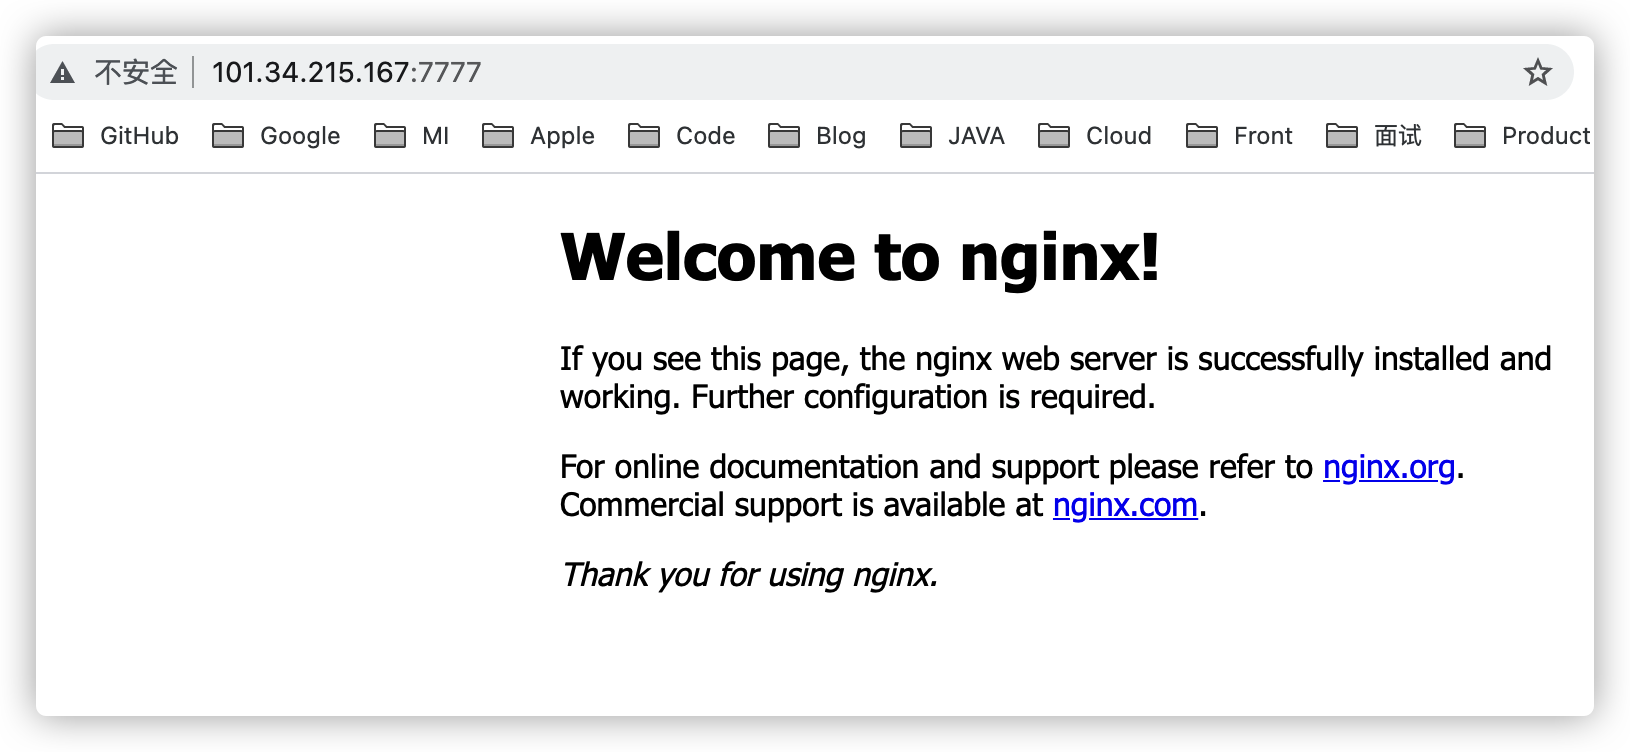 不安全 101.34.215.167:7777
GitHub Google MI Apple Code Blog JAVA Cloud Front 面试 Product
Welcome to nginx!
If you see this page, the nginx web server is successfully installed and
working. Further configuration is required.
For online documentation and support please refer to nginx.org.
Commercial support is available at nginx.com.
Thank you for using nginx.